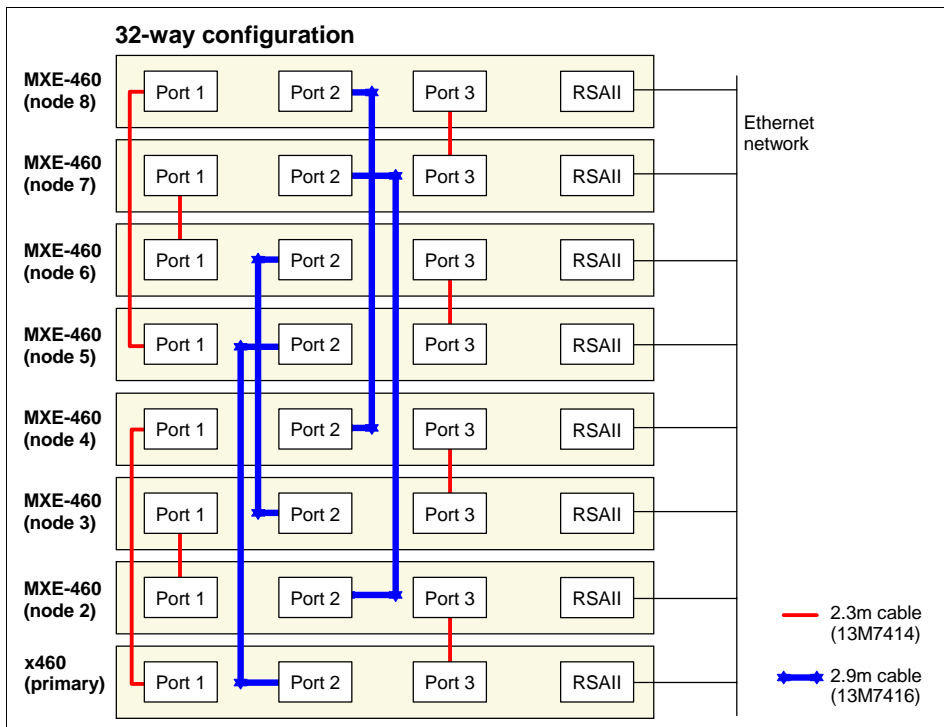 32-way configuration
MXE-460
(node 8)
Port 1
Port 2
Port 3
RSAII
Ethernet
network
MXE-460
(node 7)
Port 1
Port 2
Port 3
RSAII
MXE-460
(node 6)
Port 1
Port 2
Port 3
RSAII
MXE-460
(node 5)
Port 1
Port 2
Port 3
RSAII
MXE-460
(node 4)
Port 1
Port 2
Port 3
RSAII
MXE-460
(node 3)
Port 1
Port 2
Port 3
RSAII
MXE-460
(node 2)
Port 1
Port 2
Port 3
RSAII
x460
(primary)
Port 1
Port 2
Port 3
RSAII
2.3m cable
(13M7414)
2.9m cable
(13M7416)